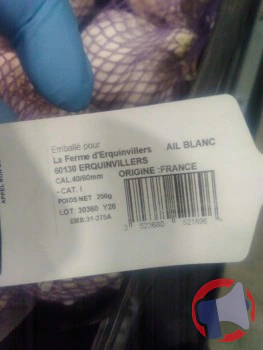 Emballé pour
La Ferme d'Erquinvillers AIL BLANC
60130 ERQUINVILLERS
CAL.40/60mm ORIGINE :FRANCE
- CAT. I
POIDS NET 250g
LOT 30360 Y26